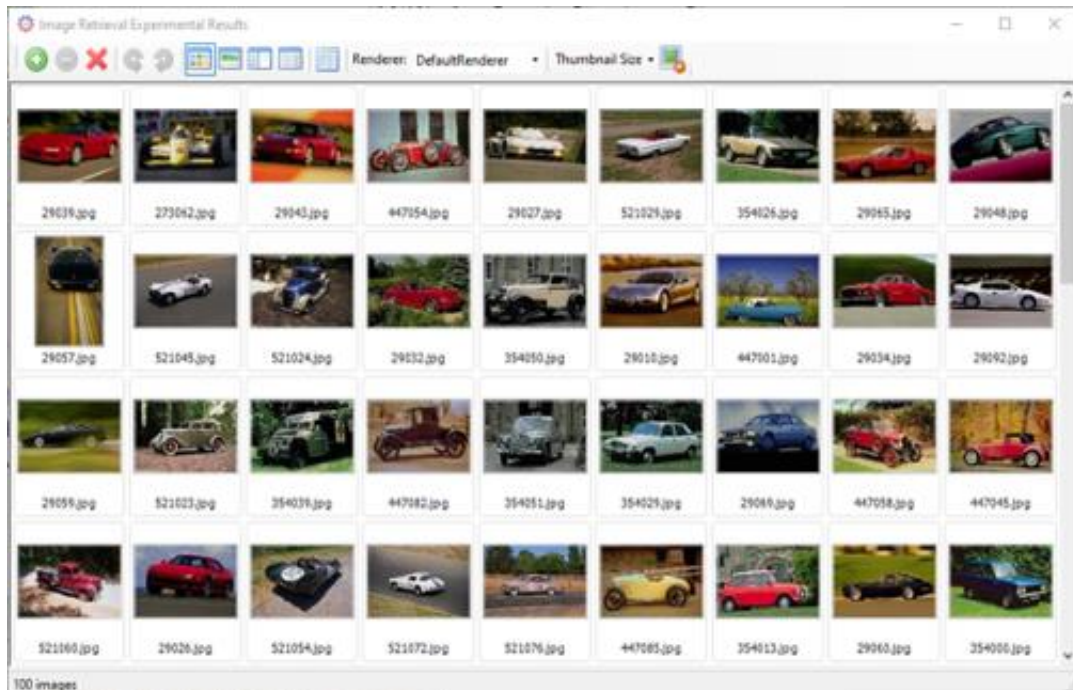 Image Retrieval Experimental Results
Renderer: DefaultRenderer Thumbnail Size
29039.jpg 273062.jpg 29043.jpg 447054.jpg 29027.jpg 521029.jpg 354026.jpg 29065.jpg 29048.jpg
29057.jpg 521045.jpg 521024.jpg 29032.jpg 354050.jpg 29010.jpg 447001.jpg 29034.jpg 29092.jpg
29059.jpg 521023.jpg 354039.jpg 447082.jpg 354051.jpg 354029.jpg 29069.jpg 447058.jpg 447045.jpg
521060.jpg 29026.jpg 521054.jpg 521072.jpg 521076.jpg 447085.jpg 354013.jpg 29060.jpg 354000.jpg
100 images